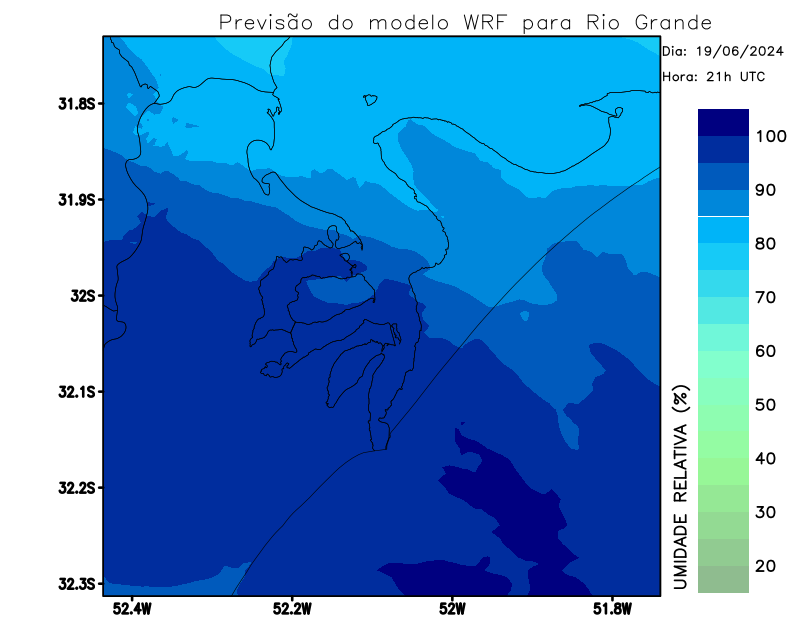 Previsão do modelo WRF para Rio Grande
Dia: 19/06/2024
Hora: 21h UTC
31.8S
31.9S
32S
32.1S
32.2S
32.3S
52.4W
52.2W
52W
51.8W
100
90
80
70
60
50
40
30
20
UMIDADE RELATIVA (%)